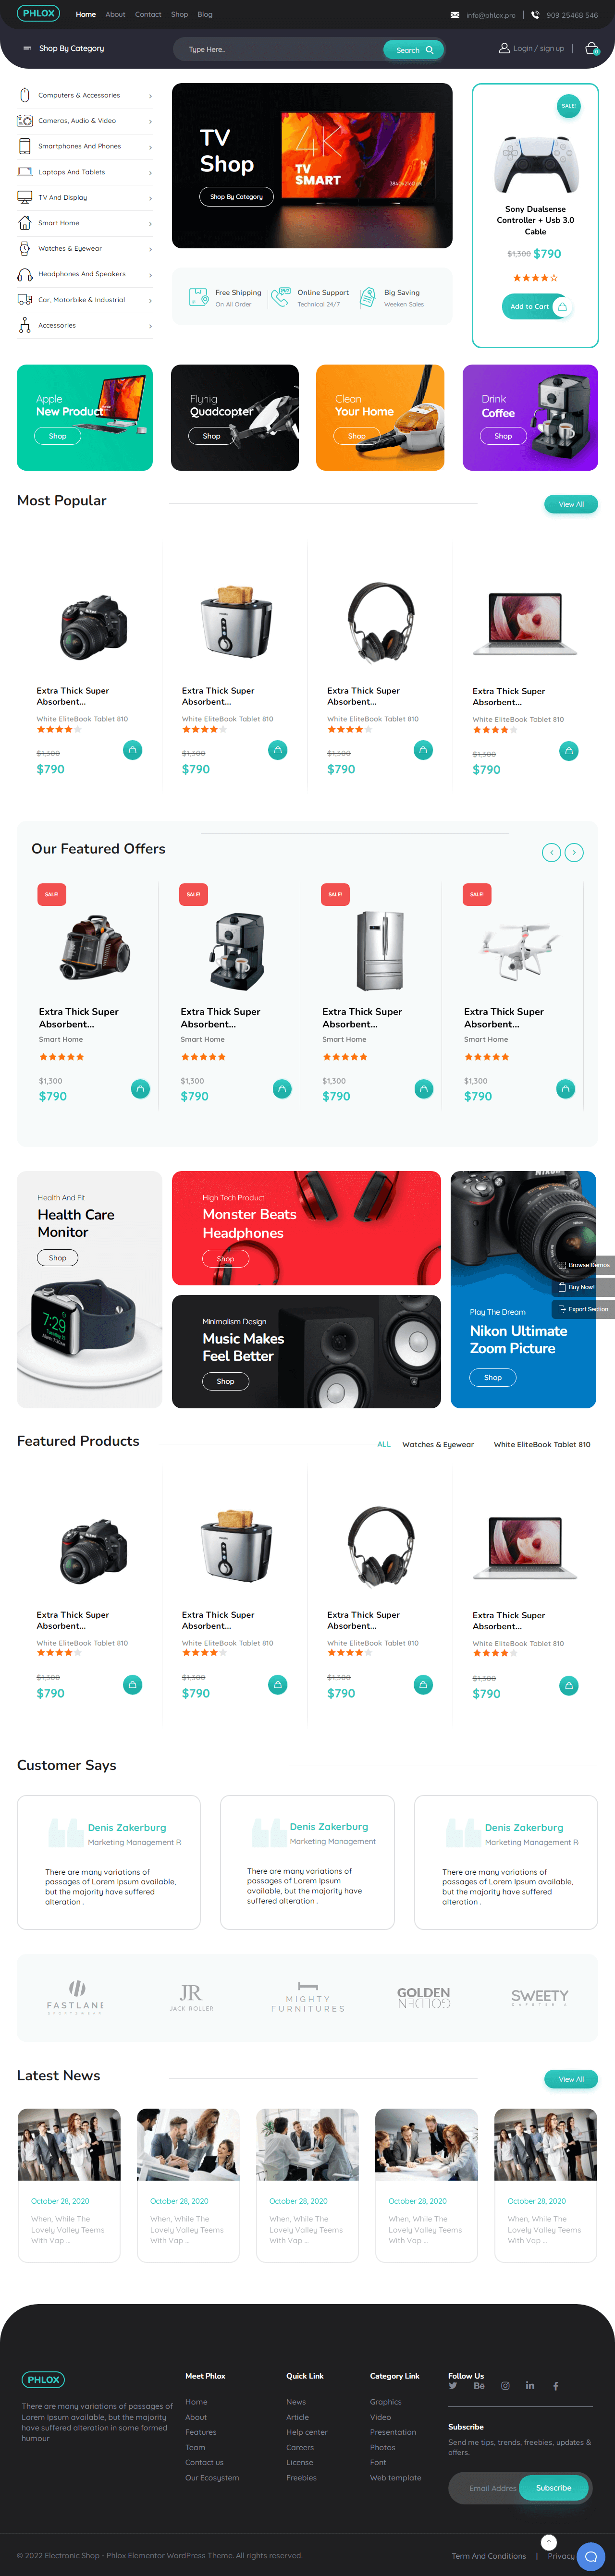 PHLOX
Home
About
Contact
Shop
Blog
info@phlox.pro
909 25468 546
Shop By Category
Type Here..
Search
Login / sign up
0
Computers & Accessories
Cameras, Audio & Video
Smartphones And Phones
Laptops And Tablets
TV And Display
Smart Home
Watches & Eyewear
Headphones And Speakers
Car, Motorbike & Industrial
Accessories
TV
Shop
Shop By Category
4K
TV
SMART
Free Shipping
On All Order
Online Support
Technical 24/7
Big Saving
Weeken Sales
SALE!
Sony Dualsense
Controller + Usb 3.0
Cable
$1,300 $790
Add to Cart
Apple
New Product
Shop
Flynig
Quadcopter
Shop
Clean
Your Home
Shop
Drink
Coffee
Shop
Most Popular
View All
Extra Thick Super
Absorbent...
White EliteBook Tablet 810
$1,300
$790
Extra Thick Super
Absorbent...
White EliteBook Tablet 810
$1,300
$790
Extra Thick Super
Absorbent...
White EliteBook Tablet 810
$1,300
$790
Extra Thick Super
Absorbent...
White EliteBook Tablet 810
$1,300
$790
Our Featured Offers
SALE!
Extra Thick Super
Absorbent...
Smart Home
$1,300
$790
SALE!
Extra Thick Super
Absorbent...
Smart Home
$1,300
$790
SALE!
Extra Thick Super
Absorbent...
Smart Home
$1,300
$790
SALE!
Extra Thick Super
Absorbent...
Smart Home
$1,300
$790
Health And Fit
Health Care
Monitor
Shop
7:29
High Tech Product
Monster Beats
Headphones
Shop
Minimalism Design
Music Makes
Feel Better
Shop
Nikon
Play The Dream
Nikon Ultimate
Zoom Picture
Shop
Browse Demos
Buy Now!
Export Section
Featured Products
ALL
Watches & Eyewear
White EliteBook Tablet 810
Extra Thick Super
Absorbent...
White EliteBook Tablet 810
$1,300
$790
Extra Thick Super
Absorbent...
White EliteBook Tablet 810
$1,300
$790
Extra Thick Super
Absorbent...
White EliteBook Tablet 810
$1,300
$790
Extra Thick Super
Absorbent...
White EliteBook Tablet 810
$1,300
$790
Customer Says
Denis Zakerburg
Marketing Management R
There are many variations of
passages of Lorem Ipsum available,
but the majority have suffered
alteration .
Denis Zakerburg
Marketing Management
There are many variations of
passages of Lorem Ipsum
available, but the majority have
suffered alteration .
Denis Zakerburg
Marketing Management R
There are many variations of
passages of Lorem Ipsum available,
but the majority have suffered
alteration .
FASTLANE
JR
JACK ROLLER
MIGHTY
FURNITURES
GOLDEN
GOLDEN
SWEETY
CAFETARIA
Latest News
View All
October 28, 2020
When, While The
Lovely Valley Teems
With Vap ...
October 28, 2020
When, While The
Lovely Valley Teems
With Vap ...
October 28, 2020
When, While The
Lovely Valley Teems
With Vap ...
October 28, 2020
When, While The
Lovely Valley Teems
With Vap ...
October 28, 2020
When, While The
Lovely Valley Teems
With Vap ...
PHLOX
There are many variations of passages of
Lorem Ipsum available, but the majority
have suffered alteration in some formed
humour
Meet Phlox
Home
About
Features
Team
Contact us
Our Ecosystem
Quick Link
News
Article
Help center
Careers
License
Freebies
Category Link
Graphics
Video
Presentation
Photos
Font
Web template
Follow Us
Subscribe
Send me tips, trends, freebies, updates &
offers.
Email Addres
Subscribe
© 2022 Electronic Shop - Phlox Elementor WordPress Theme. All rights reserved.
Term And Conditions
Privacy